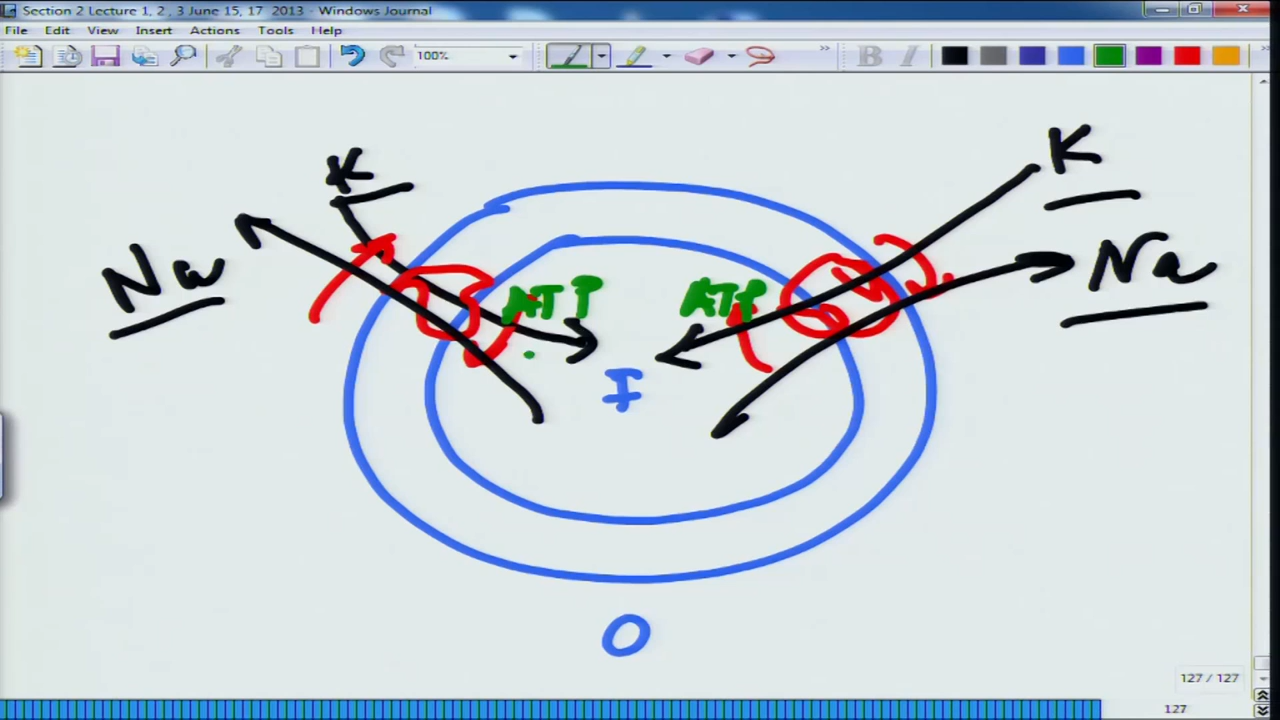 Section 2 Lecture 1, 2 , 3 June 15, 17 2013 - Windows Journal
File Edit View Insert Actions Tools Help
100%
B I
K
K
Na
Na
ATP
ATP
I
O
127 / 127
127